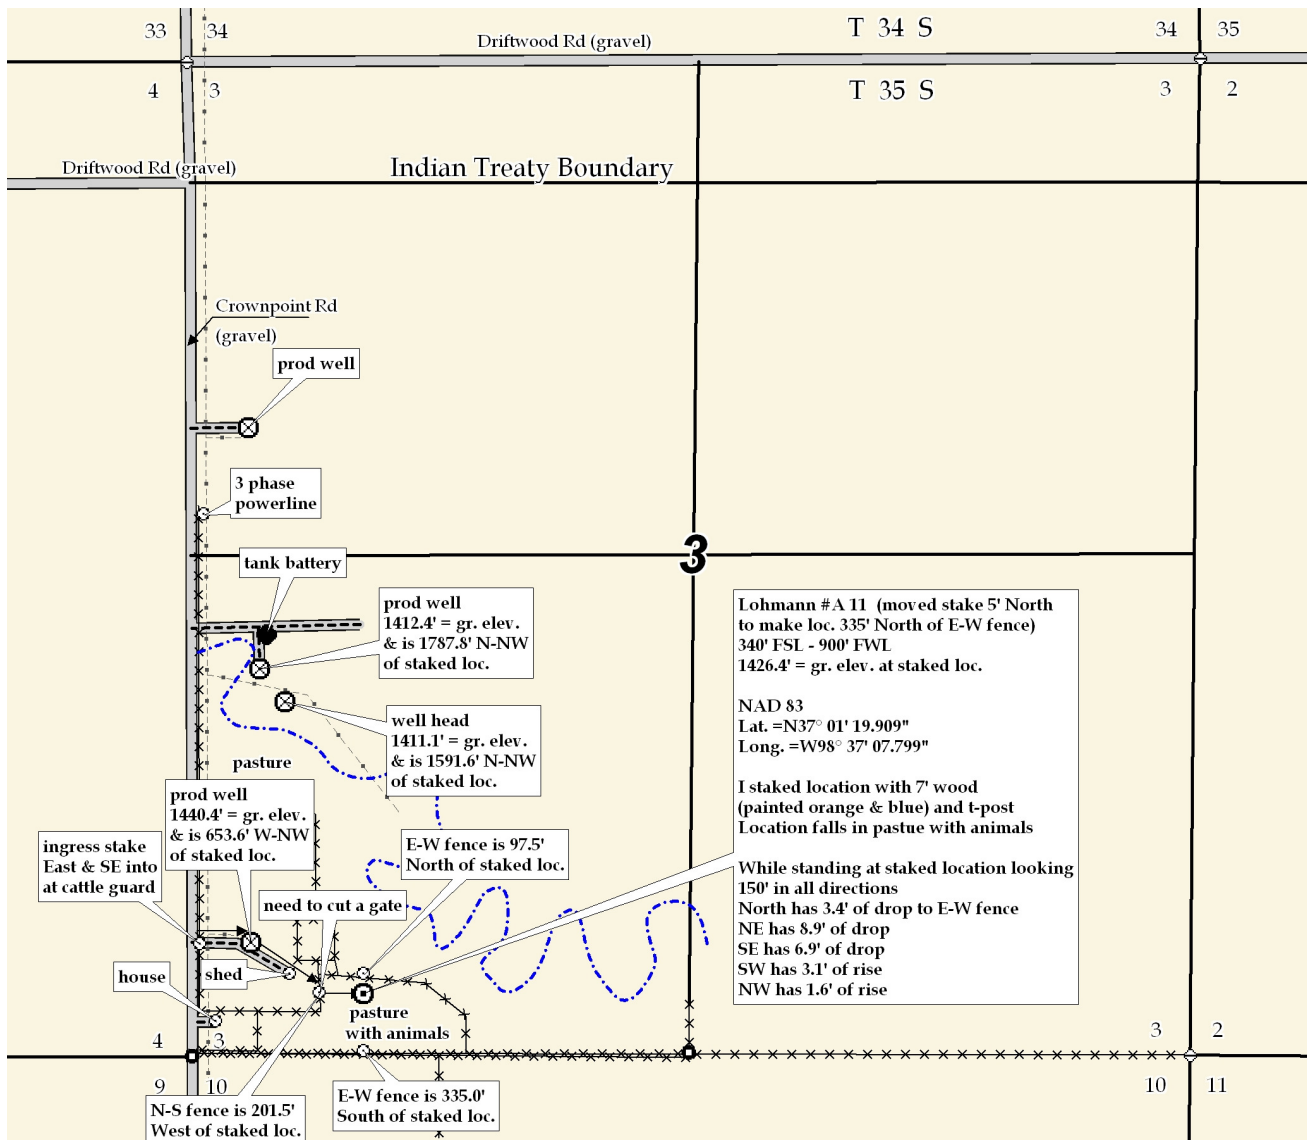 33 34
Driftwood Rd (gravel)
T 34 S
34 35
4 3
T 35 S
3 2
Driftwood Rd (gravel)
Indian Treaty Boundary
Crownpoint Rd
(gravel)
prod well
3 phase
powerline
3
tank battery
prod well
1412.4' = gr. elev.
& is 1787.8' N-NW
of staked loc.
Lohmann #A 11 (moved stake 5' North
to make loc. 335' North of E-W fence)
340' FSL - 900' FWL
1426.4' = gr. elev. at staked loc.
NAD 83
Lat. =N37° 01' 19.909"
Long. =W98° 37' 07.799"
I staked location with 7' wood
(painted orange & blue) and t-post
Location falls in pastue with animals
While standing at staked location looking
150' in all directions
North has 3.4' of drop to E-W fence
NE has 8.9' of drop
SE has 6.9' of drop
SW has 3.1' of rise
NW has 1.6' of rise
well head
1411.1' = gr. elev.
& is 1591.6' N-NW
of staked loc.
pasture
prod well
1440.4' = gr. elev.
& is 653.6' W-NW
of staked loc.
ingress stake
East & SE into
at cattle guard
E-W fence is 97.5'
North of staked loc.
need to cut a gate
house
shed
pasture
with animals
4 3
3 2
9 10
10 11
E-W fence is 335.0'
South of staked loc.
N-S fence is 201.5'
West of staked loc.